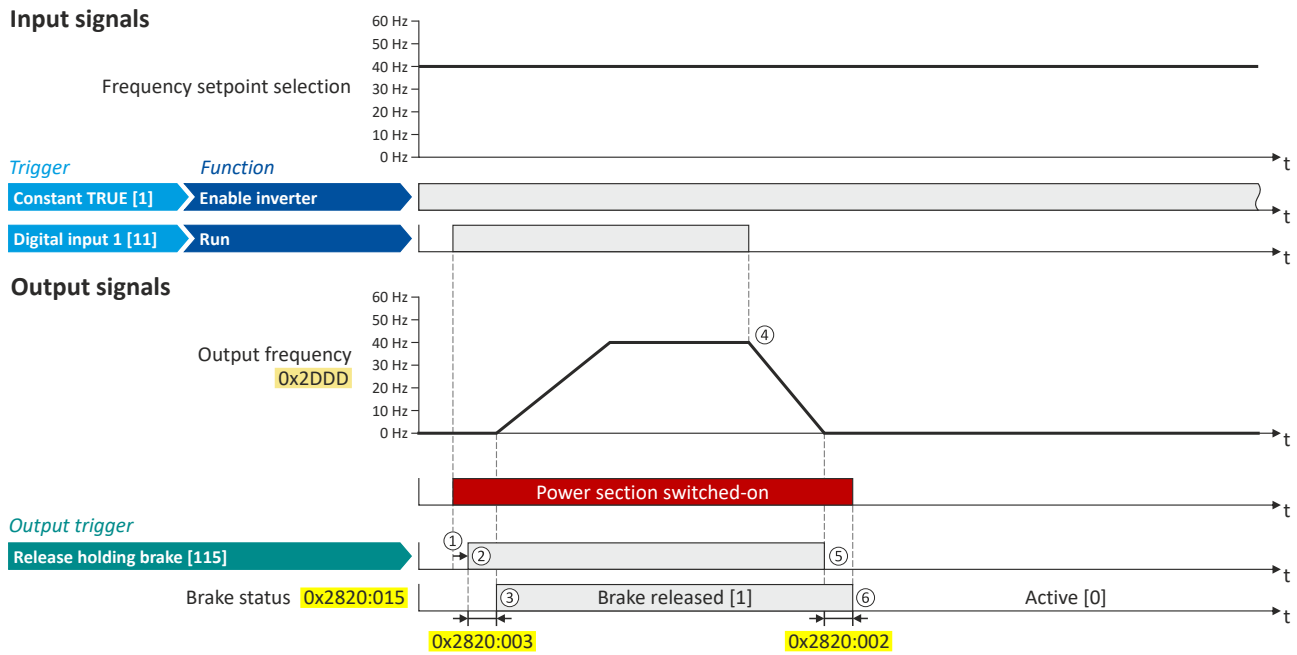 Input signals
60 Hz
50 Hz
40 Hz
Frequency setpoint selection
30 Hz
20 Hz
10 Hz
0 Hz
t
Trigger
Function
Constant TRUE [1]
Enable inverter
t
Digital input 1 [11]
Run
t
Output signals
60 Hz
50 Hz
④
40 Hz
Output frequency
30 Hz
0x2DDD
20 Hz
10 Hz
0 Hz
t
Power section switched-on
t
Output trigger
①
Release holding brake [115]
②
⑤
t
Brake status 0x2820:015
③
Brake released [1]
⑥
Active [0]
t
0x2820:003
0x2820:002